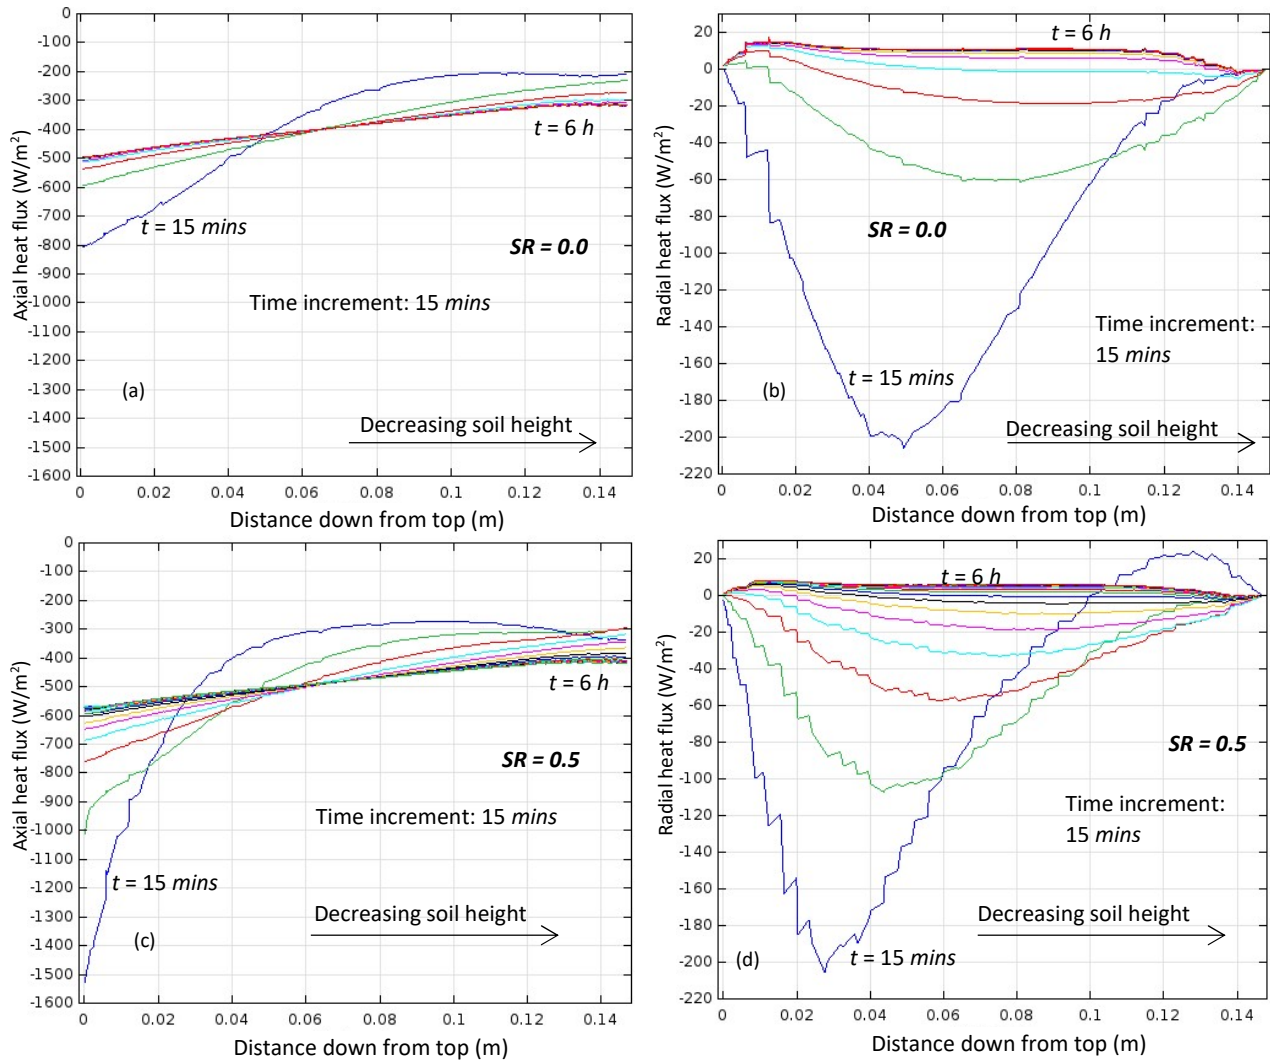 0
-100
-200
-300
-400
-500
-600
-700
-800
-900
-1000
-1100
-1200
-1300
-1400
-1500
-1600
Axial heat flux (W/m²)
t = 6 h
t = 15 mins
SR = 0.0
Time increment: 15 mins
(a)
Decreasing soil height
0 0.02 0.04 0.06 0.08 0.1 0.12 0.14
Distance down from top (m)
20
0
-20
-40
-60
-80
-100
-120
-140
-160
-180
-200
-220
Radial heat flux (W/m²)
t = 6 h
SR = 0.0
Time increment:
15 mins
t = 15 mins
(b)
Decreasing soil height
0 0.02 0.04 0.06 0.08 0.1 0.12 0.14
Distance down from top (m)
0
-100
-200
-300
-400
-500
-600
-700
-800
-900
-1000
-1100
-1200
-1300
-1400
-1500
-1600
Axial heat flux (W/m²)
t = 6 h
SR = 0.5
Time increment: 15 mins
t = 15 mins
Decreasing soil height
(c)
0 0.02 0.04 0.06 0.08 0.1 0.12 0.14
Distance down from top (m)
20
0
-20
-40
-60
-80
-100
-120
-140
-160
-180
-200
-220
Radial heat flux (W/m²)
t = 6 h
SR = 0.5
Time increment:
15 mins
Decreasing soil height
(d)
t = 15 mins
0 0.02 0.04 0.06 0.08 0.1 0.12 0.14
Distance down from top (m)